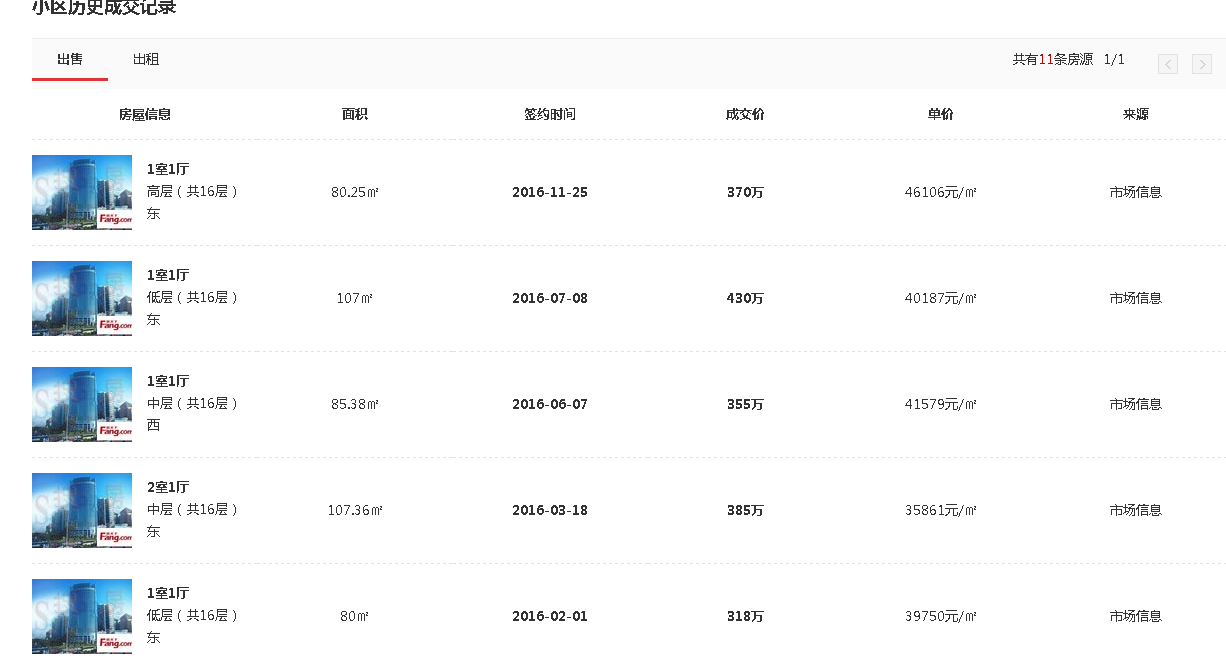 小区历史成交记录
出售 出租 共有11条房源 1/1
房屋信息 面积 签约时间 成交价 单价 来源
1室1厅
高层（共16层）
东
80.25㎡ 2016-11-25 370万 46106元/㎡ 市场信息
Fang.com
1室1厅
低层（共16层）
东
107㎡ 2016-07-08 430万 40187元/㎡ 市场信息
Fang.com
1室1厅
中层（共16层）
西
85.38㎡ 2016-06-07 355万 41579元/㎡ 市场信息
Fang.com
2室1厅
中层（共16层）
东
107.36㎡ 2016-03-18 385万 35861元/㎡ 市场信息
Fang.com
1室1厅
低层（共16层）
东
80㎡ 2016-02-01 318万 39750元/㎡ 市场信息
Fang.com